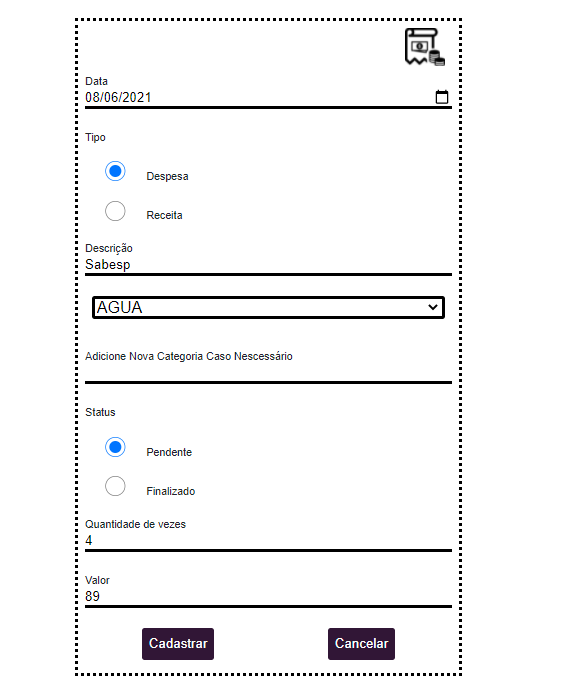 Data
08/06/2021
Tipo
Despesa
Receita
Descrição
Sabesp
AGUA
Adicione Nova Categoria Caso Nescessário
Status
Pendente
Finalizado
Quantidade de vezes
4
Valor
89
Cadastrar Cancelar